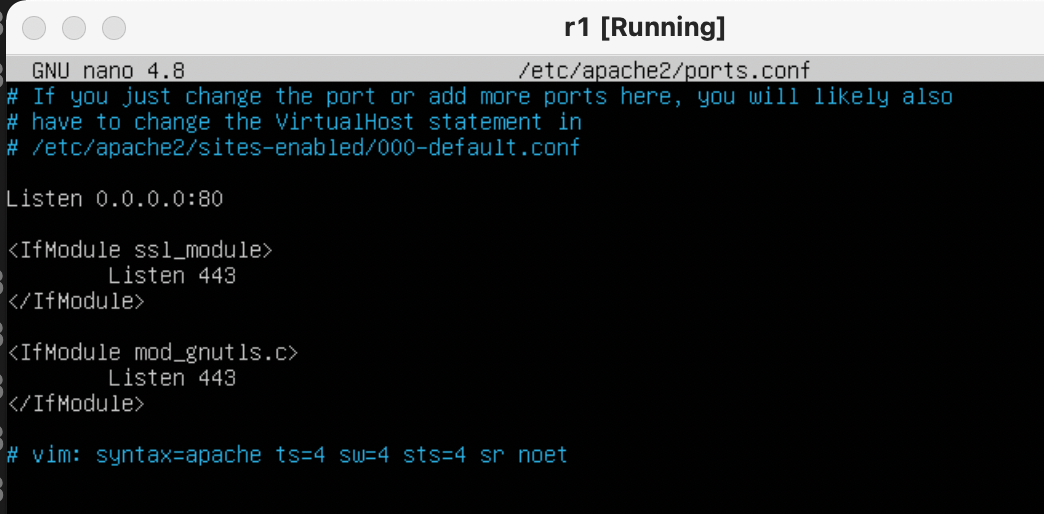 r1 [Running]
GNU nano 4.8 /etc/apache2/ports.conf
# If you just change the port or add more ports here, you will likely also
# have to change the VirtualHost statement in
# /etc/apache2/sites-enabled/000-default.conf
Listen 0.0.0.0:80
<IfModule ssl_module>
Listen 443
</IfModule>
<IfModule mod_gnutls.c>
Listen 443
</IfModule>
# vim: syntax=apache ts=4 sw=4 sts=4 sr noet